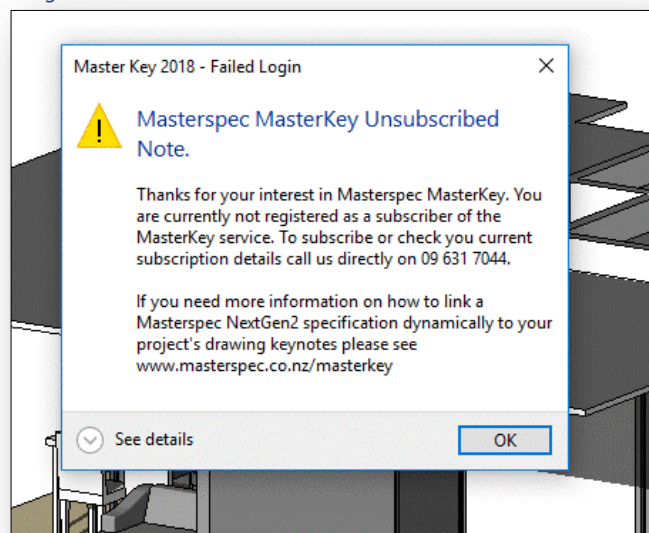 Master Key 2018 - Failed Login
Masterspec MasterKey Unsubscribed
Note.
Thanks for your interest in Masterspec MasterKey. You
are currently not registered as a subscriber of the
MasterKey service. To subscribe or check you current
subscription details call us directly on 09 631 7044.
If you need more information on how to link a
Masterspec NextGen2 specification dynamically to your
project's drawing keynotes please see
www.masterspec.co.nz/masterkey
See details
OK